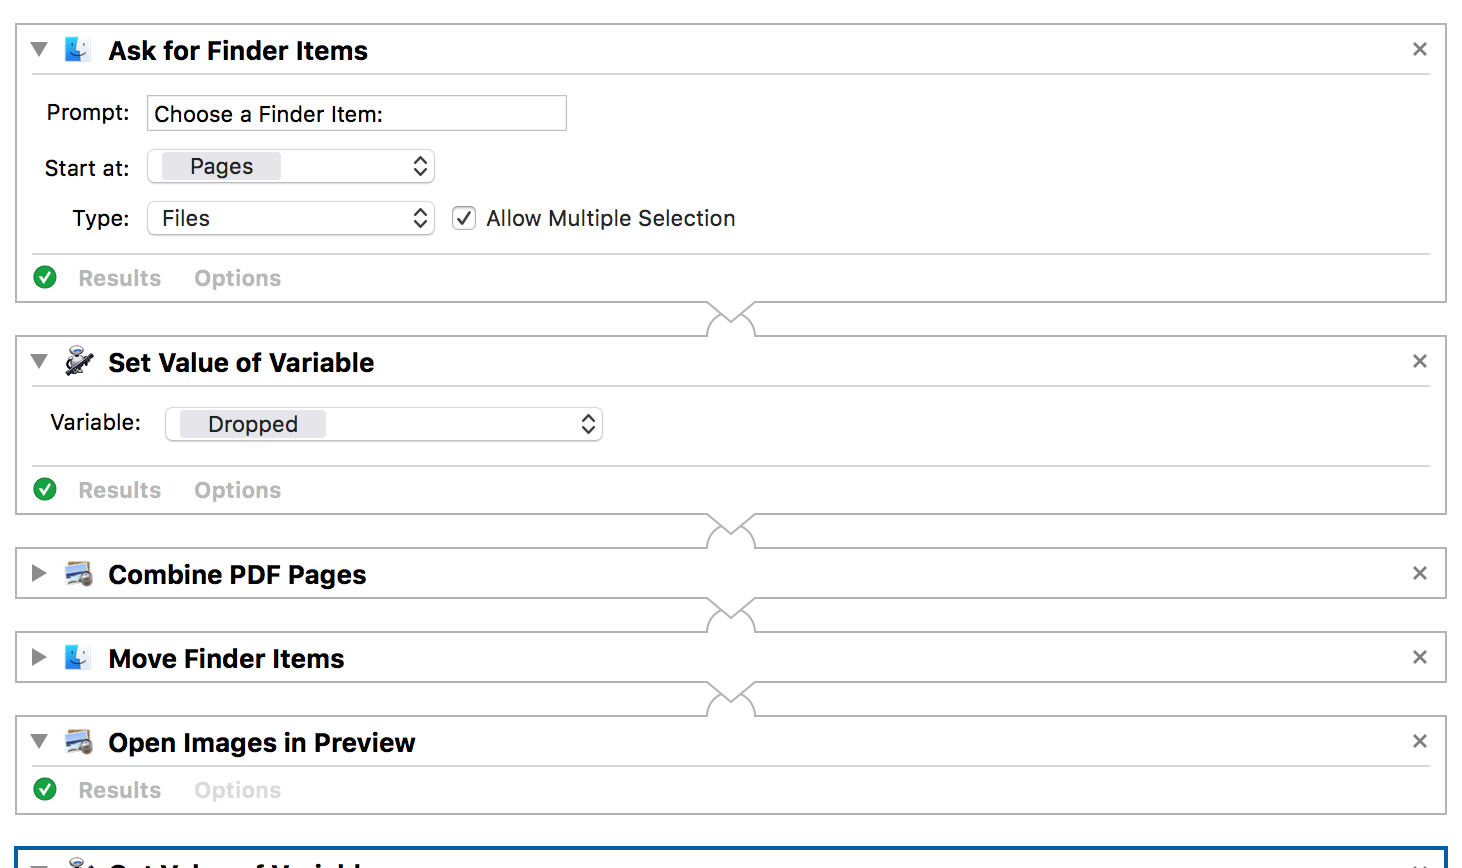 Ask for Finder Items
Prompt: Choose a Finder Item:
Start at: Pages
Type: Files Allow Multiple Selection
Results Options
Set Value of Variable
Variable: Dropped
Results Options
Combine PDF Pages
Move Finder Items
Open Images in Preview
Results Options